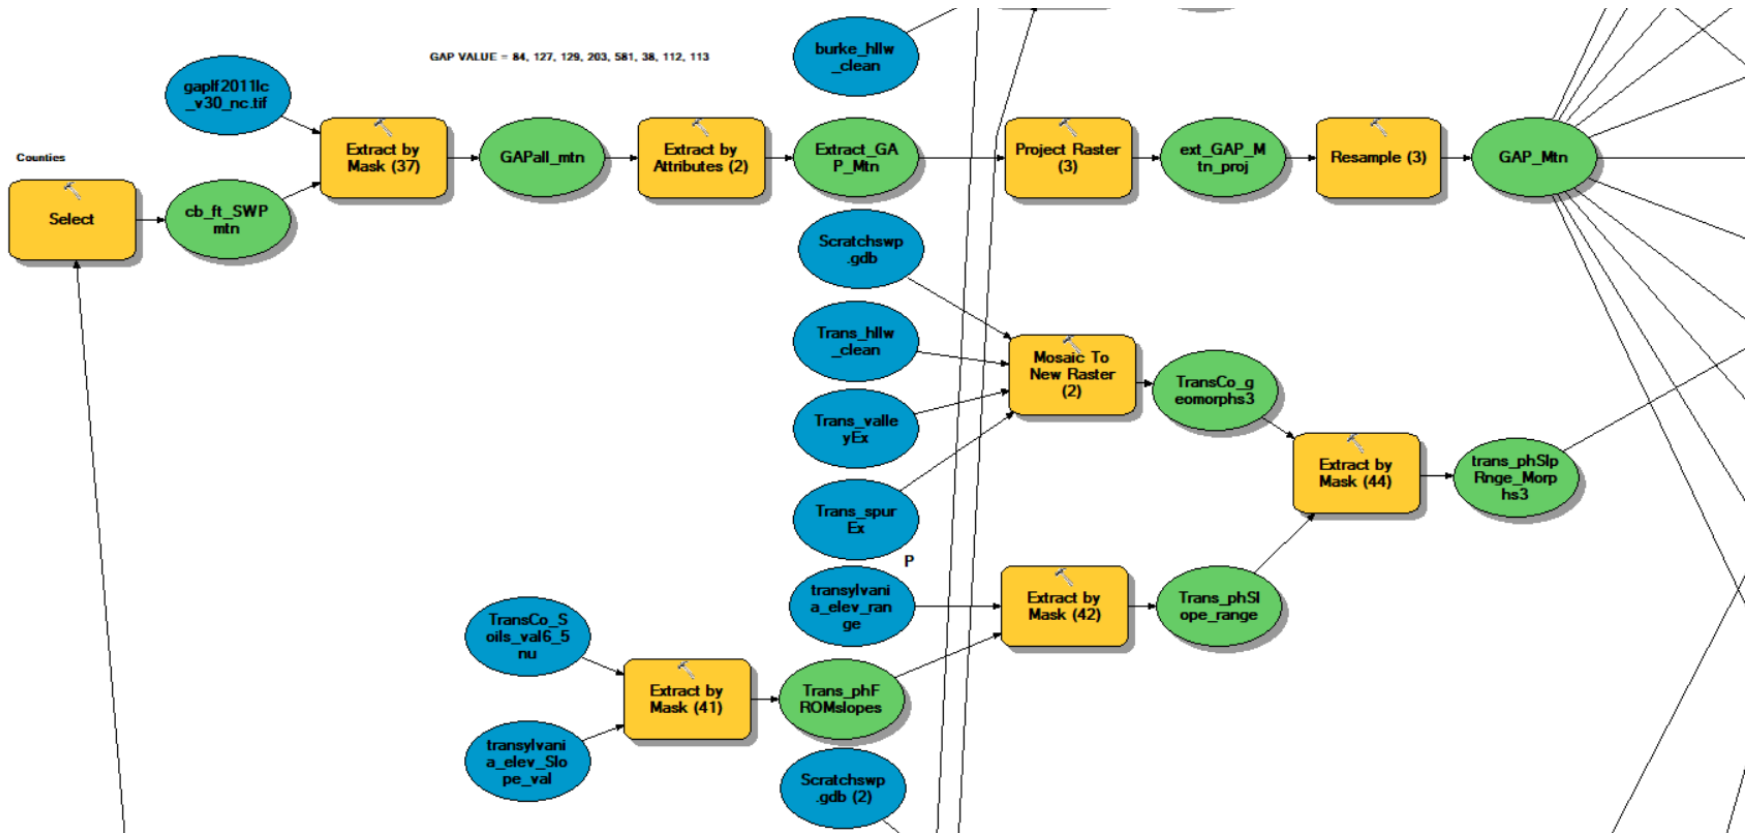 burke_hllw
_clean
GAP VALUE = 84, 127, 129, 203, 581, 38, 112, 113
gaplf2011lc
_v30_nc.tif
Extract by
Mask (37)
GAPall_mtn
Extract by
Attributes (2)
Extract_GA
P_Mtn
Project Raster
(3)
ext_GAP_M
tn_proj
Resample (3)
GAP_Mtn
Counties
Select
cb_ft_SWP
mtn
Scratchswp
.gdb
Trans_hllw
_clean
Mosaic To
New Raster
(2)
TransCo_g
eomorphs3
Trans_valle
yEx
Extract by
Mask (44)
trans_phSlp
Rnge_Morp
hs3
Trans_spur
Ex
P
transylvani
a_elev_ran
ge
Extract by
Mask (42)
Trans_phSl
ope_range
TransCo_S
oils_val6_5
nu
Extract by
Mask (41)
Trans_phF
ROMslopes
transylvani
a_elev_Slo
pe_val
Scratchswp
.gdb (2)